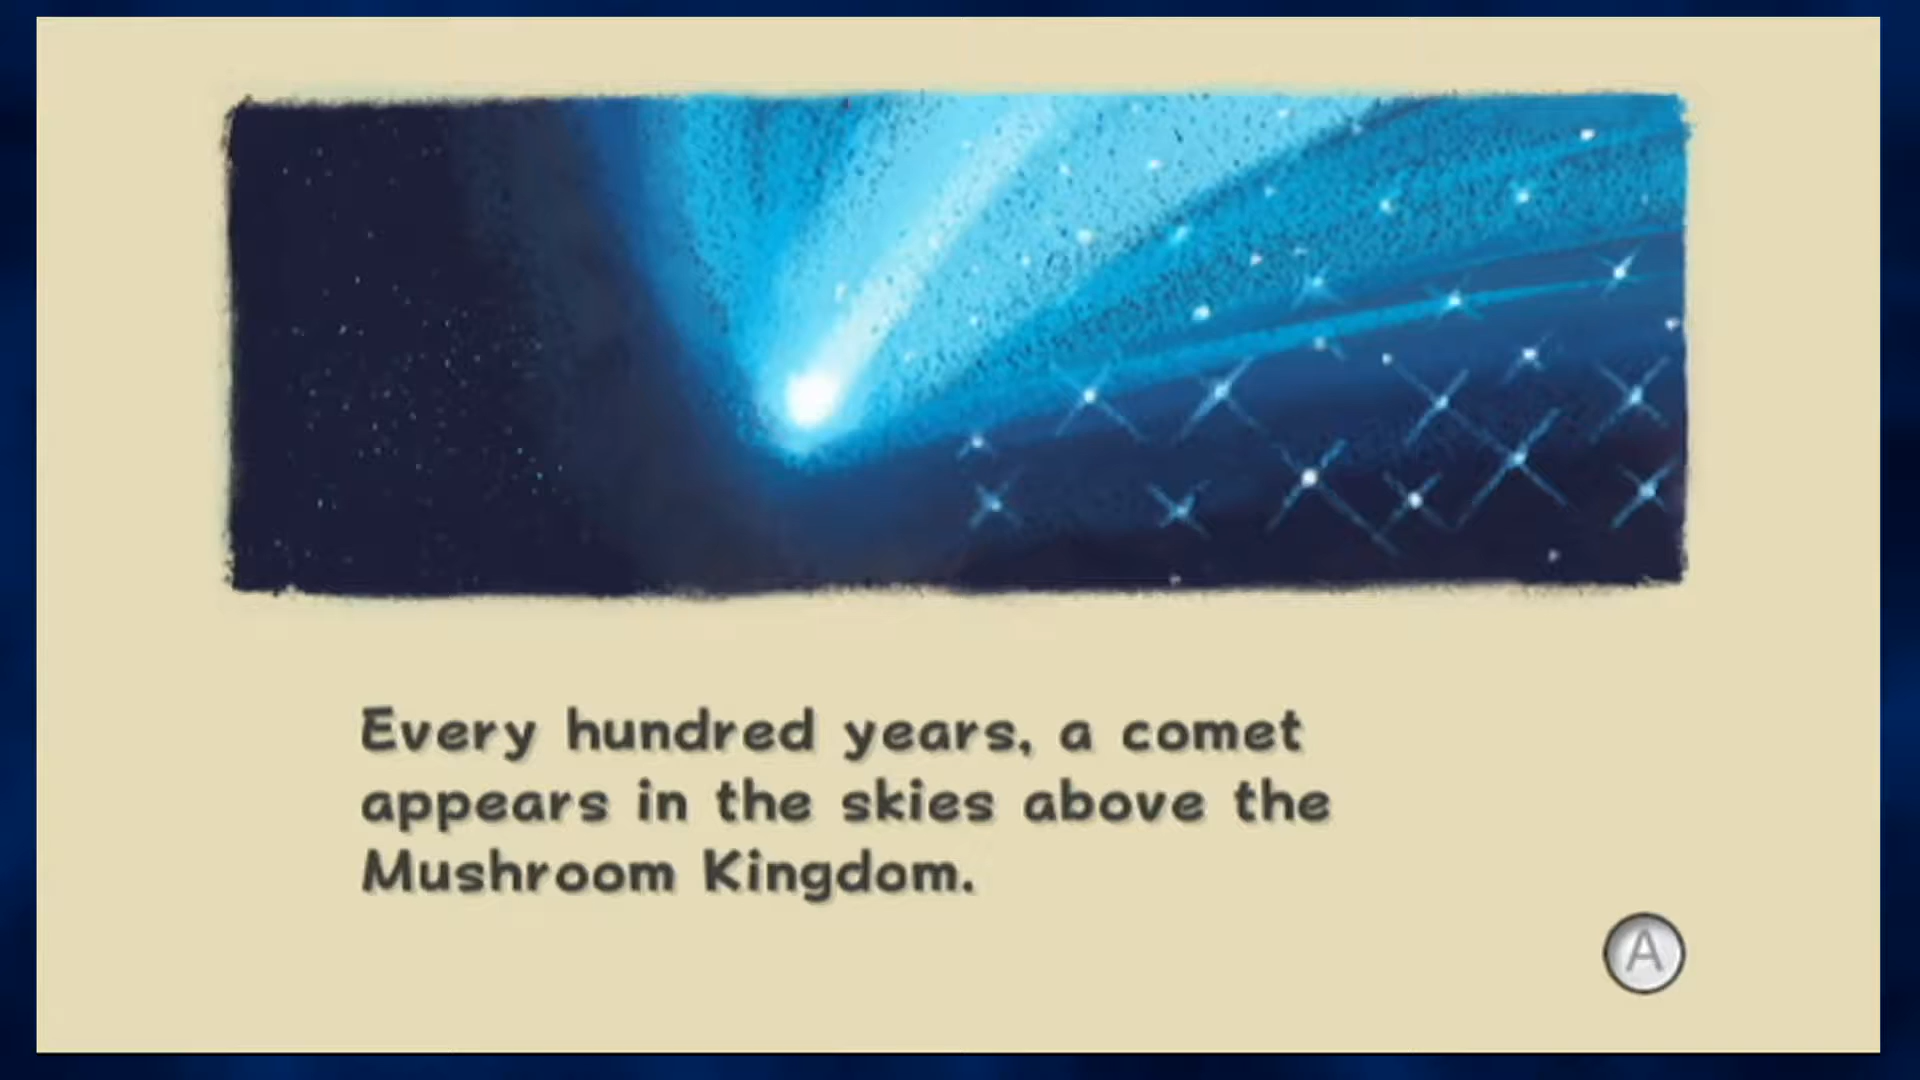 Every hundred years, a comet
appears in the skies above the
Mushroom Kingdom.
A